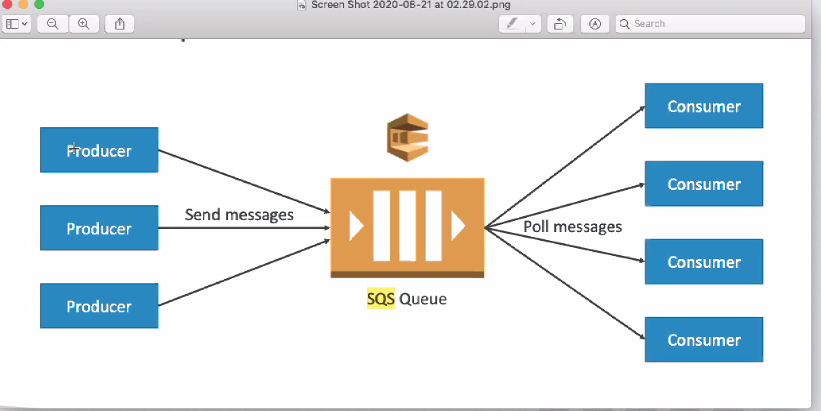 Screen Shot 2020-08-21 at 02.29.02.png
Search
Producer
Producer
Producer
Send messages
SQS Queue
Poll messages
Consumer
Consumer
Consumer
Consumer